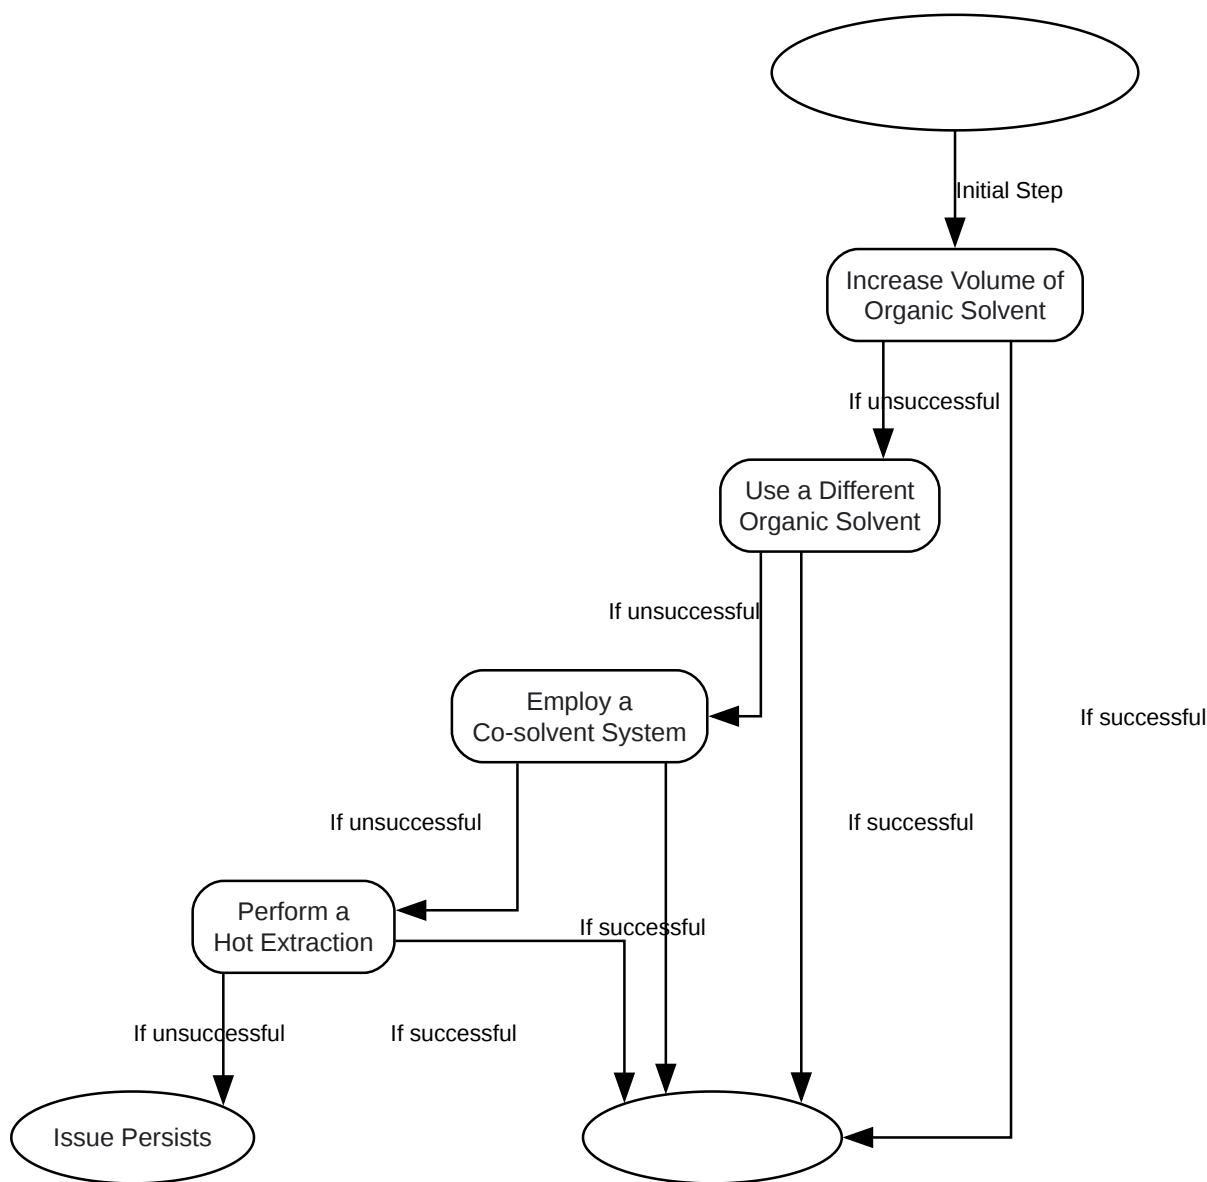 Initial Step
Increase Volume of
Organic Solvent
If unsuccessful
Use a Different
Organic Solvent
If unsuccessful
Employ a
Co-solvent System
If successful
If unsuccessful
If successful
Perform a
Hot Extraction
If successful
If unsuccessful
If successful
Issue Persists